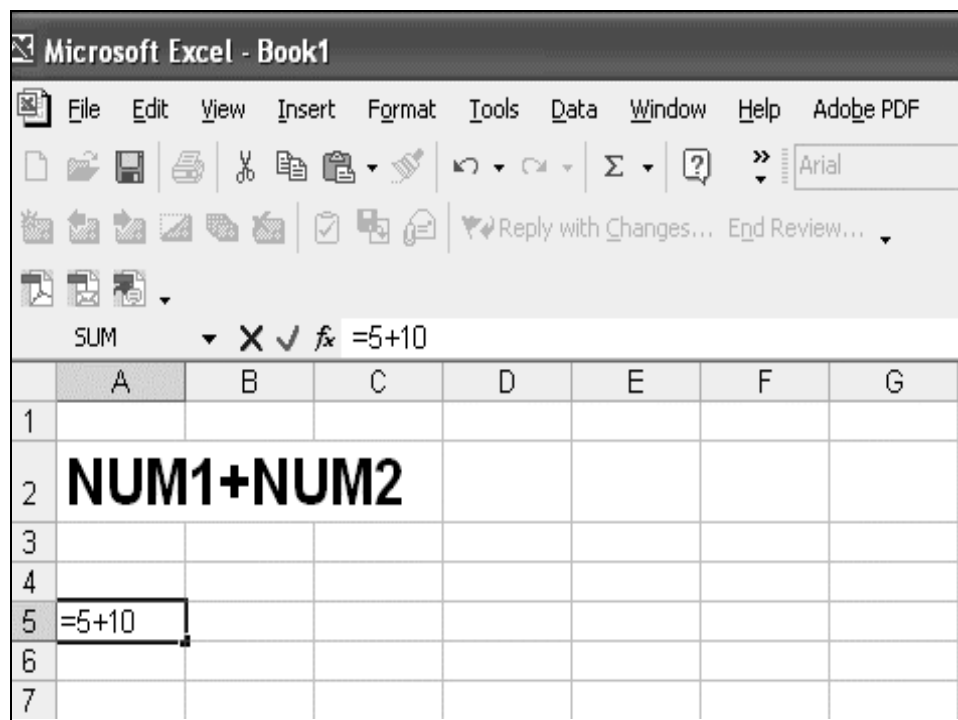 Microsoft Excel - Book1
File Edit View Insert Format Tools Data Window Help Adobe PDF
Σ ? » Arial
Reply with Changes... End Review...
SUM fx =5+10
A B C D E F G
1
2 NUM1+NUM2
3
4
5 =5+10
6
7